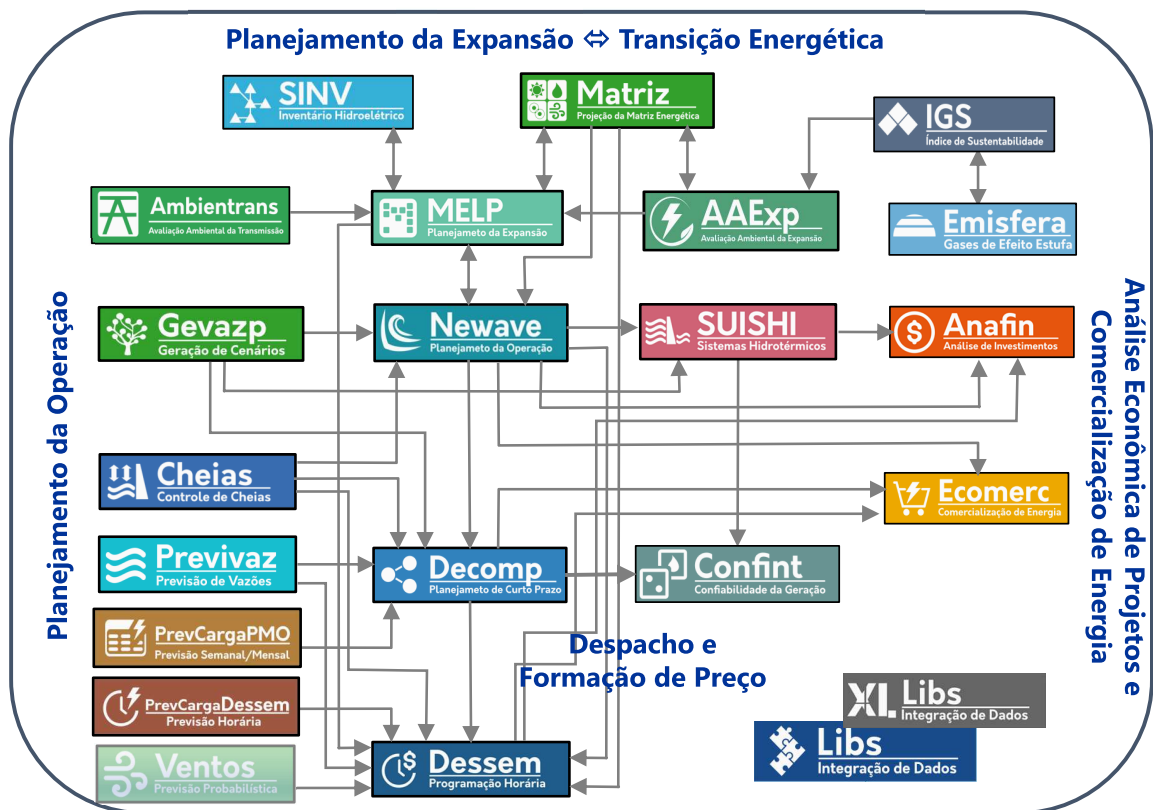 Planejamento da Expansão ⇔ Transição Energética
SINV
Inventário Hidroelétrico
Matriz
Projeção da Matriz Energética
IGS
Índice de Sustentabilidade
Ambientrans
Avaliação Ambiental da Transmissão
MELP
Planejameto da Expansão
AAExp
Avaliação Ambiental da Expansão
Emisfera
Gases de Efeito Estufa
Planejamento da Operação
Gevazp
Geração de Cenários
Newave
Planejameto da Operação
SUISHI
Sistemas Hidrotérmicos
Anafin
Análise de Investimentos
Análise Econômica de Projetos e
Comercialização de Energia
Cheias
Controle de Cheias
Ecomerc
Comercialização de Energia
Previvaz
Previsão de Vazões
Decomp
Planejameto de Curto Prazo
Confint
Confiabilidade da Geração
PrevCargaPMO
Previsão Semanal/Mensal
Despacho e
Formação de Preço
PrevCargaDessem
Previsão Horária
XL Libs
Integração de Dados
Libs
Integração de Dados
Ventos
Previsão Probabilística
Dessem
Programação Horária